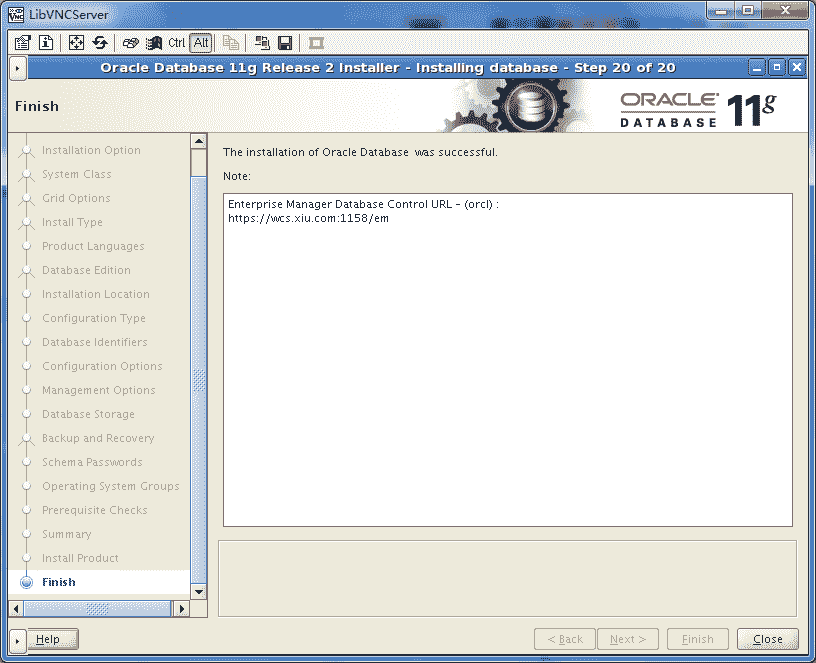 LibVNCServer
Ctrl Alt
Oracle Database 11g Release 2 Installer - Installing database - Step 20 of 20
Finish
ORACLE
DATABASE 11g
Installation Option
System Class
Grid Options
Install Type
Product Languages
Database Edition
Installation Location
Configuration Type
Database Identifiers
Configuration Options
Management Options
Database Storage
Backup and Recovery
Schema Passwords
Operating System Groups
Prerequisite Checks
Summary
Install Product
Finish
The installation of Oracle Database was successful.
Note:
Enterprise Manager Database Control URL - (orcl) :
https://wcs.xiu.com:1158/em
Help
< Back
Next >
Finish
Close